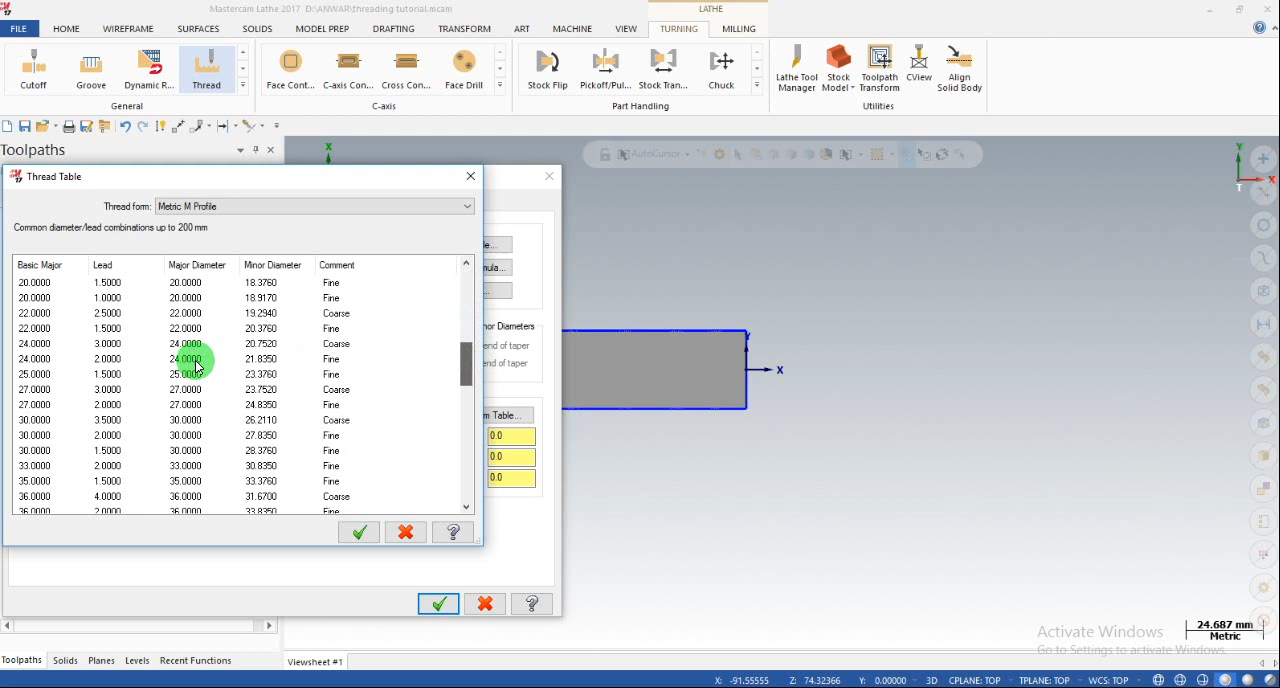 Mastercam Lathe 2017 D:\ANWAR\threading tutorial.mcam
LATHE
FILE HOME WIREFRAME SURFACES SOLIDS MODEL PREP DRAFTING TRANSFORM ART MACHINE VIEW TURNING MILLING
Cutoff Groove Dynamic R... Thread Face Cont... C-axis Con... Cross Con... Face Drill Stock Flip Pickoff/Pul... Stock Tran... Chuck Lathe Tool Manager Stock Model Toolpath Transform CView Align Solid Body
General C-axis Part Handling Utilities
Toolpaths
AutoCursor
Thread Table
Thread form: Metric M Profile
Common diameter/lead combinations up to 200 mm
Basic Major Lead Major Diameter Minor Diameter Comment
20.0000 1.5000 20.0000 18.3760 Fine
20.0000 1.0000 20.0000 18.9170 Fine
22.0000 2.5000 22.0000 19.2940 Coarse
22.0000 1.5000 22.0000 20.3760 Fine
24.0000 3.0000 24.0000 20.7520 Coarse
24.0000 2.0000 24.0000 21.8350 Fine
25.0000 1.5000 25.0000 23.3760 Fine
27.0000 3.0000 27.0000 23.7520 Coarse
27.0000 2.0000 27.0000 24.8350 Fine
30.0000 3.5000 30.0000 26.2110 Coarse
30.0000 2.0000 30.0000 27.8350 Fine
30.0000 1.5000 30.0000 28.3760 Fine
33.0000 2.0000 33.0000 30.8350 Fine
35.0000 1.5000 35.0000 33.3760 Fine
36.0000 4.0000 36.0000 31.6700 Coarse
36.0000 2.0000 36.0000 33.8350 Fine
le...
mula...
...
nor Diameters
end of taper
end of taper
m Table...
0.0
0.0
0.0
X
Y
X
Y
X
T
24.687 mm
Metric
Activate Windows
Go to Settings to activate Windows.
Toolpaths Solids Planes Levels Recent Functions
Viewsheet #1
X: -91.55555 Z: 74.32366 Y: 0.00000 3D CPLANE: TOP TPLANE: TOP WCS: TOP